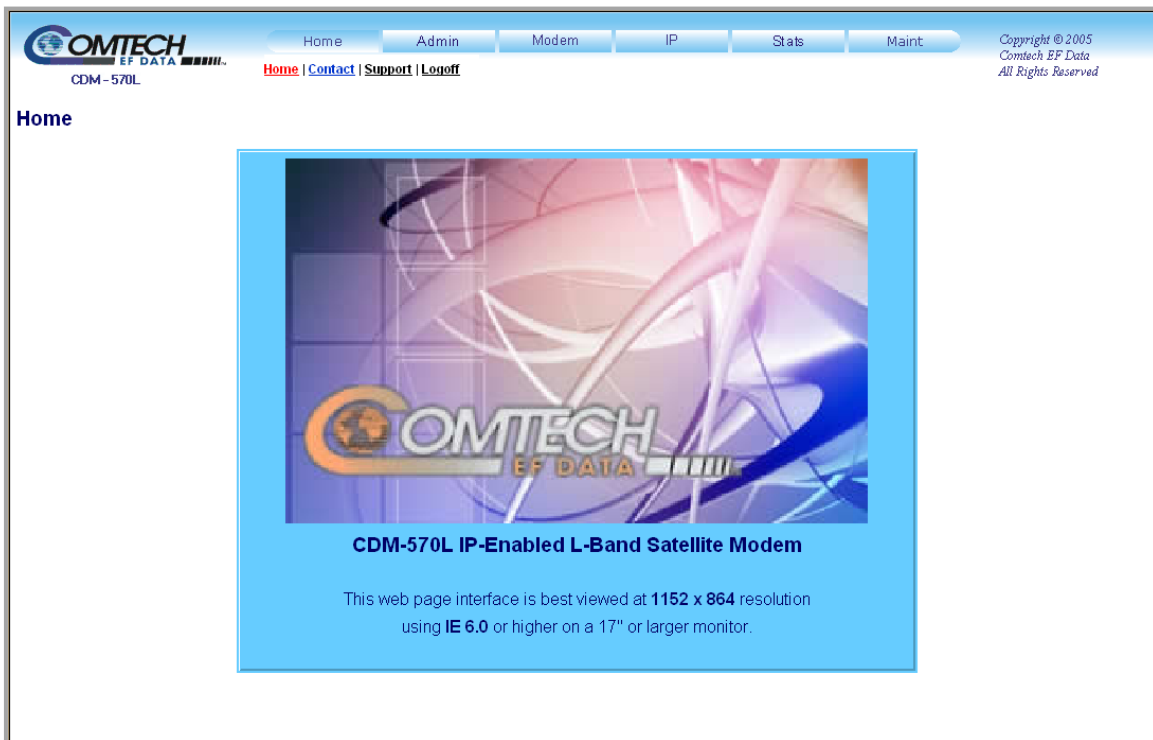 COMTECH
EF DATA
CDM - 570L
Home Admin Modem IP Stats Maint
Home | Contact | Support | Logoff
Copyright © 2005
Comtech EF Data
All Rights Reserved
Home
COMTECH
EF DATA
CDM-570L IP-Enabled L-Band Satellite Modem
This web page interface is best viewed at 1152 x 864 resolution
using IE 6.0 or higher on a 17" or larger monitor.